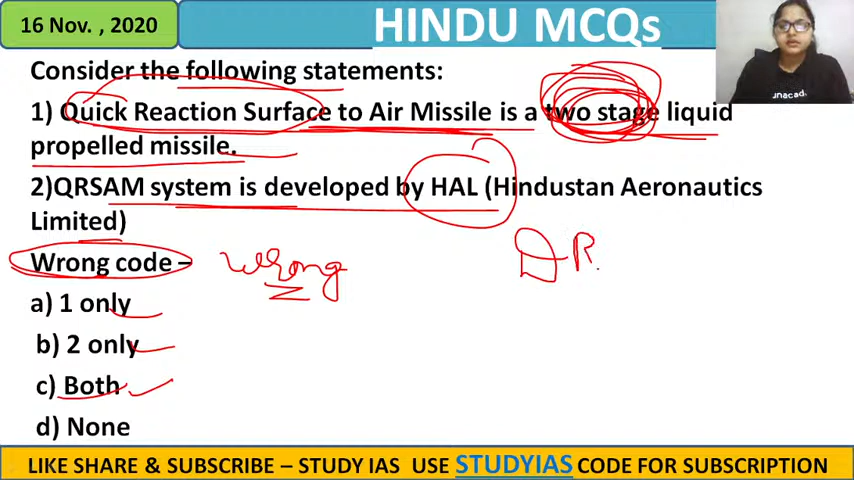 16 Nov. , 2020
HINDU MCQs
unacad
Consider the following statements:
1) Quick Reaction Surface to Air Missile is a two stage liquid
propelled missile.
2)QRSAM system is developed by HAL (Hindustan Aeronautics
Limited)
Wrong code – wrong DR
a) 1 only
b) 2 only
c) Both
d) None
LIKE SHARE & SUBSCRIBE – STUDY IAS USE STUDYIAS CODE FOR SUBSCRIPTION